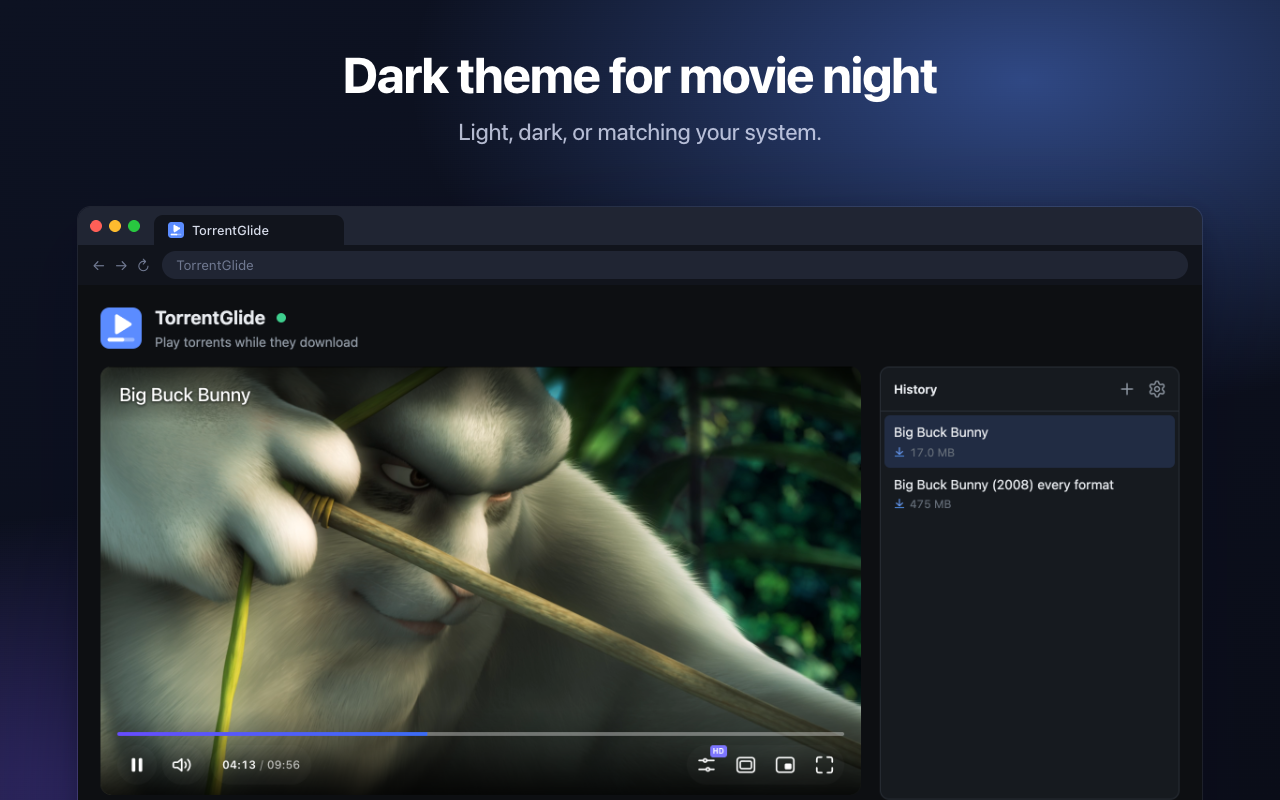 Dark theme for movie night
Light, dark, or matching your system.
TorrentGlide
TorrentGlide
TorrentGlide
Play torrents while they download
Big Buck Bunny
History
Big Buck Bunny
17.0 MB
Big Buck Bunny (2008) every format
475 MB
HD
04:13 / 09:56